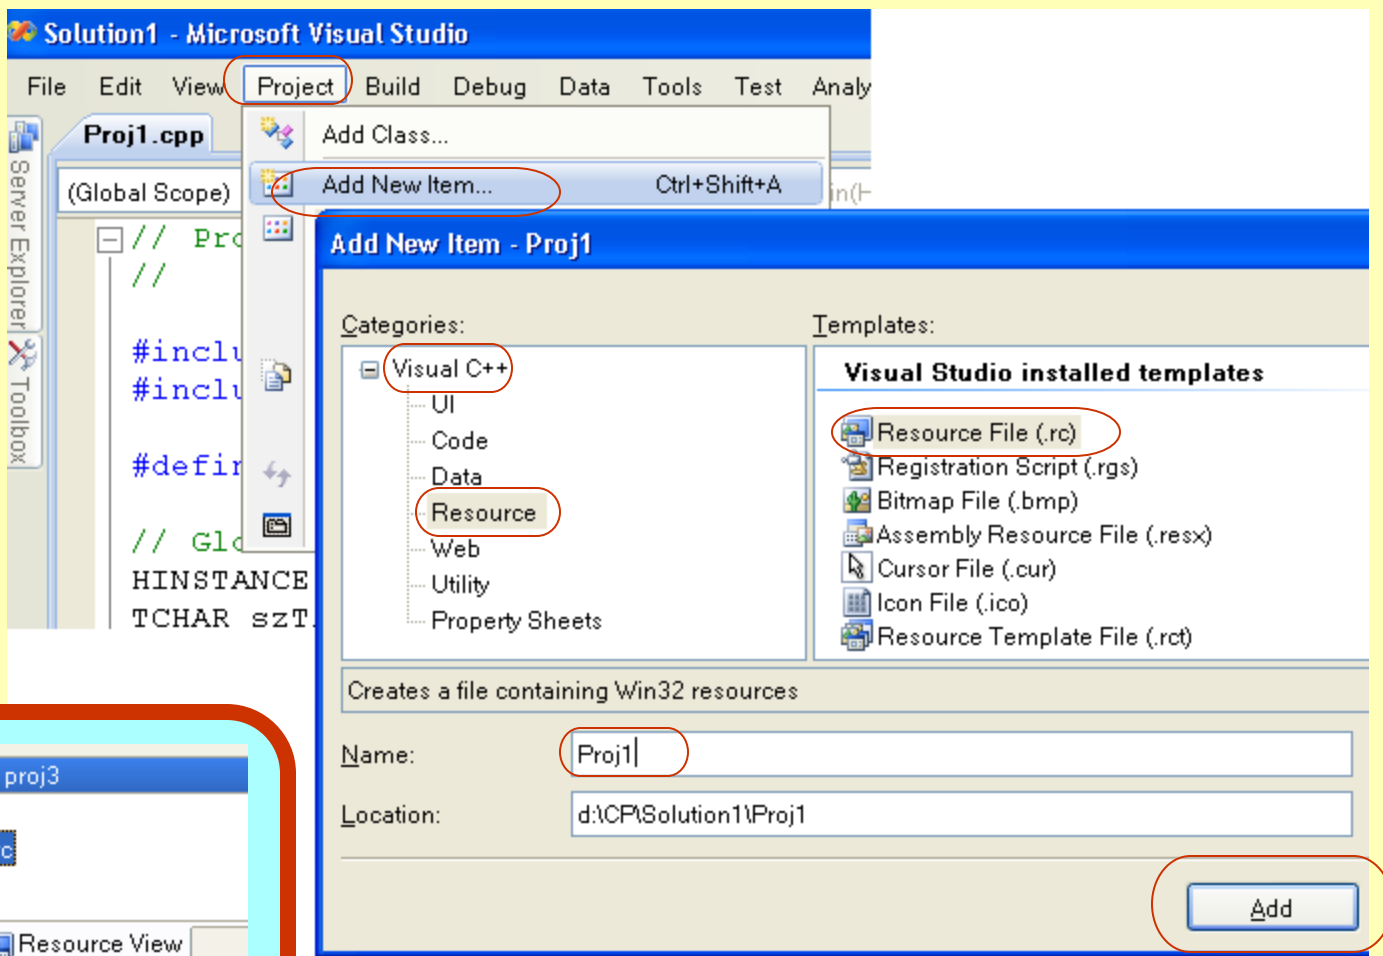 Solution1 - Microsoft Visual Studio
File Edit View Project Build Debug Data Tools Test Analy
Proj1.cpp
Add Class...
(Global Scope)
Add New Item... Ctrl+Shift+A
in(H
Server Explorer
Toolbox
// Pro
//
#inclu
#inclu
#defin
// Glo
HINSTANCE
TCHAR szT
Add New Item - Proj1
Categories:
Visual C++
UI
Code
Data
Resource
Web
Utility
Property Sheets
Templates:
Visual Studio installed templates
Resource File (.rc)
Registration Script (.rgs)
Bitmap File (.bmp)
Assembly Resource File (.resx)
Cursor File (.cur)
Icon File (.ico)
Resource Template File (.rct)
Creates a file containing Win32 resources
Name: Proj1
Location: d:\CP\Solution1\Proj1
Add
proj3
c
Resource View